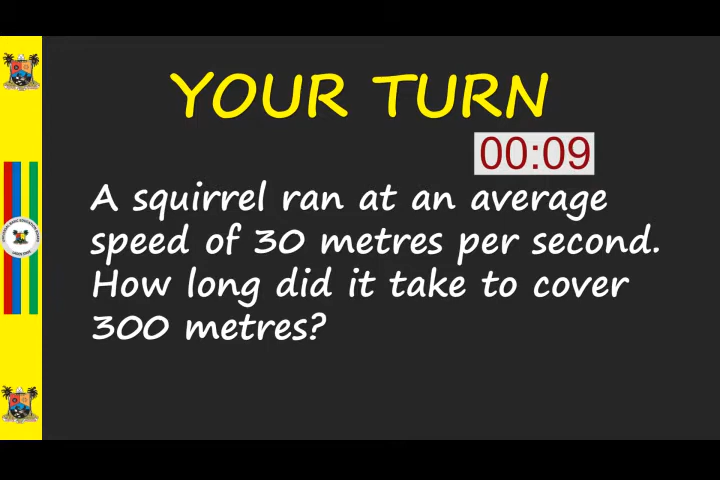 YOUR TURN
00:09
A squirrel ran at an average
speed of 30 metres per second.
How long did it take to cover
300 metres?